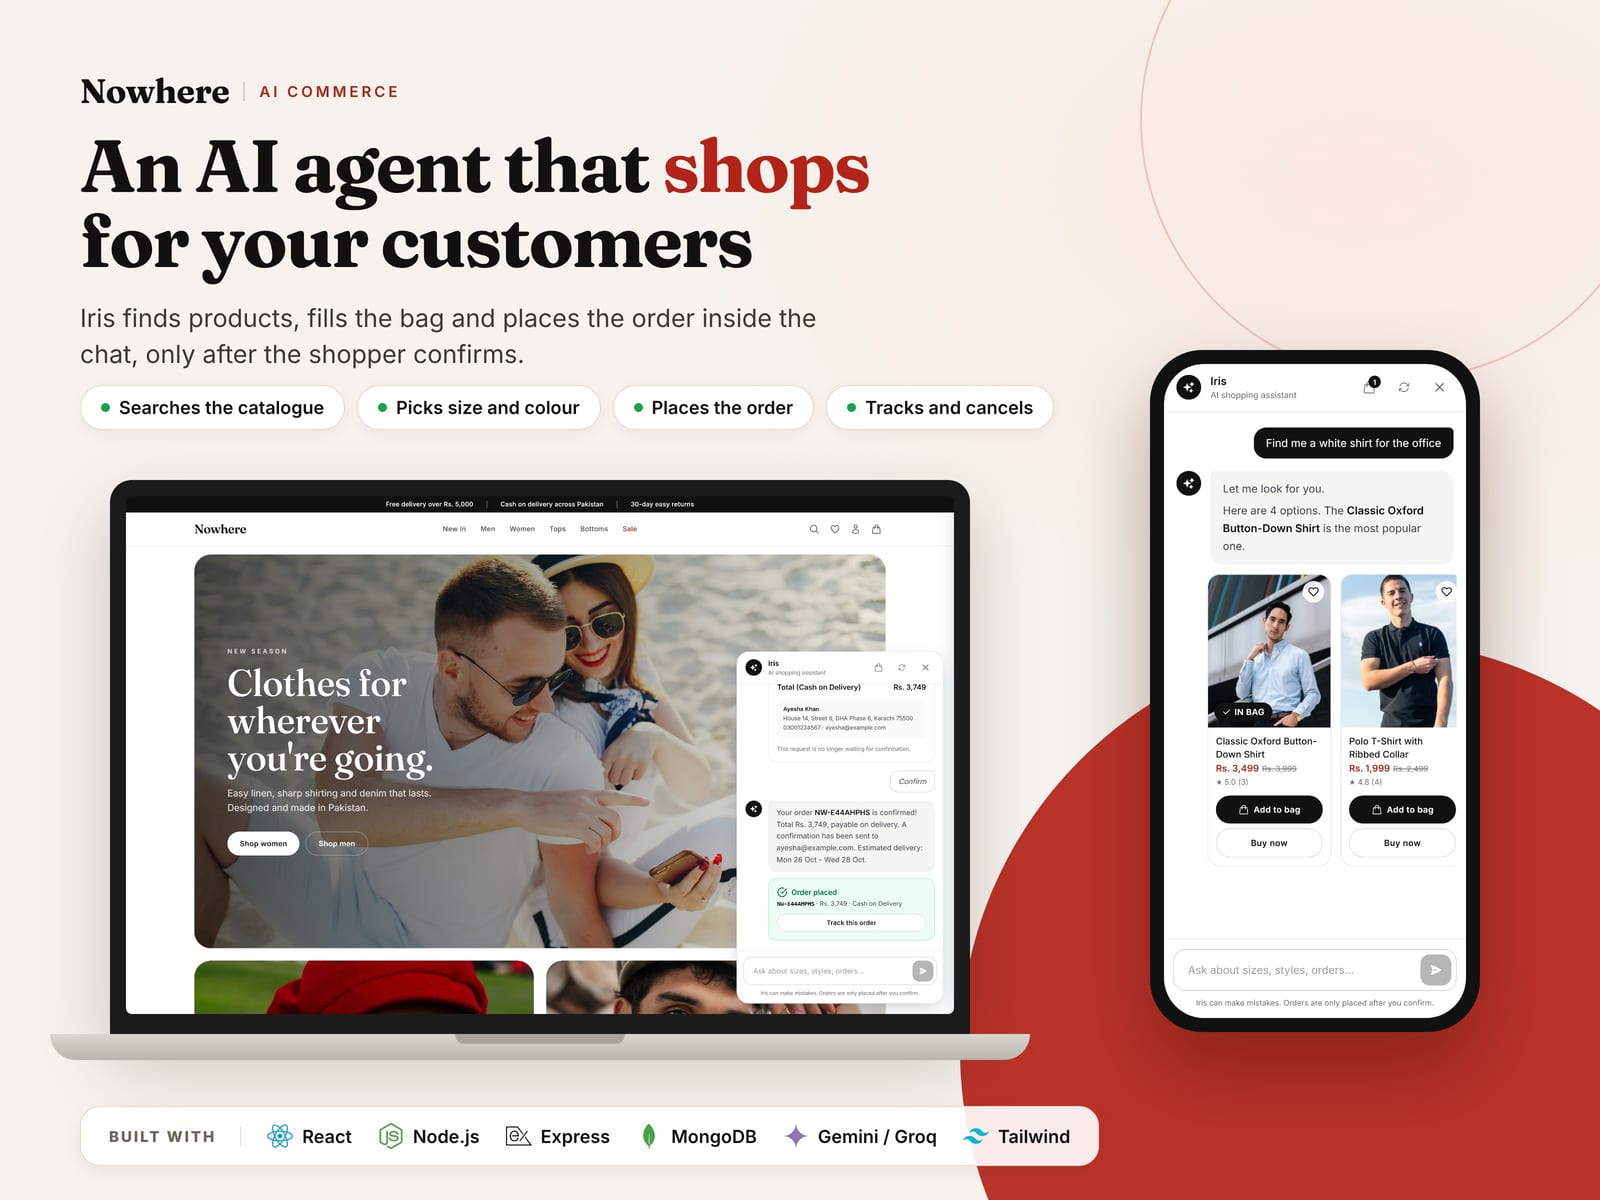 Nowhere
AI COMMERCE
An AI agent that shops
for your customers
Iris finds products, fills the bag and places the order inside the
chat, only after the shopper confirms.
Searches the catalogue
Picks size and colour
Places the order
Tracks and cancels
Free delivery over Rs. 5,000
Cash on delivery across Pakistan
30-day easy returns
Nowhere
New In
Men
Women
Tops
Bottoms
Sale
NEW SEASON
Clothes for
wherever
you're going.
Easy linen, sharp shirting and denim that lasts.
Designed and made in Pakistan.
Shop women
Shop men
Iris
AI shopping assistant
Total (Cash on Delivery) Rs. 3,749
Ayesha Khan
House 14, Street 6, DHA Phase 6, Karachi 75500
03001234567 · ayesha@example.com
This request is no longer waiting for confirmation.
Confirm
Your order NW-E44AHPHS is confirmed!
Total Rs. 3,749, payable on delivery. A
confirmation has been sent to
ayesha@example.com. Estimated delivery:
Mon 26 Oct - Wed 28 Oct.
Order placed
NW-E44AHPHS · Rs. 3,749 · Cash on Delivery
Track this order
Ask about sizes, styles, orders...
Iris can make mistakes. Orders are only placed after you confirm.
Iris
AI shopping assistant
1
Find me a white shirt for the office
Let me look for you.
Here are 4 options. The Classic Oxford
Button-Down Shirt is the most popular
one.
IN BAG
Classic Oxford Button-
Down Shirt
Rs. 3,499 Rs. 3,999
★ 5.0 (3)
Add to bag
Buy now
Polo T-Shirt with
Ribbed Collar
Rs. 1,999 Rs. 2,499
★ 4.8 (4)
Add to bag
Buy now
Ask about sizes, styles, orders...
Iris can make mistakes. Orders are only placed after you confirm.
BUILT WITH
React
JS
Node.js
ex
Express
MongoDB
Gemini / Groq
Tailwind